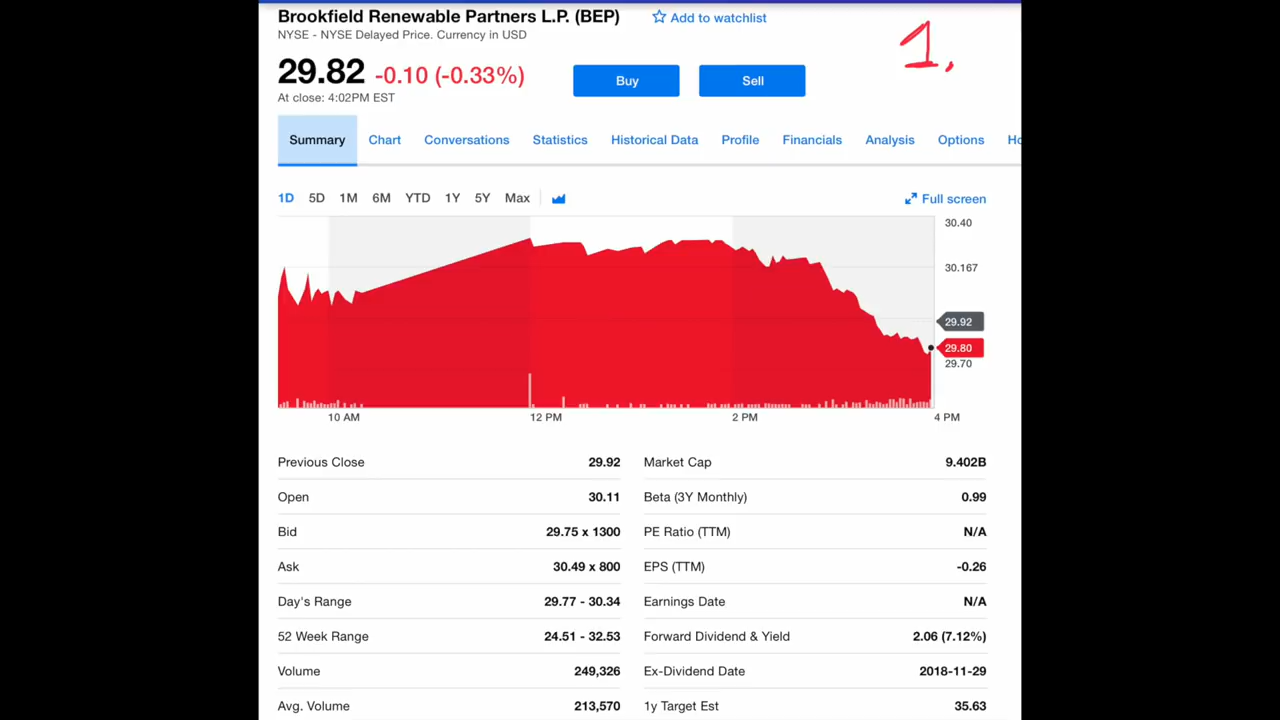 Brookfield Renewable Partners L.P. (BEP)
Add to watchlist
NYSE - NYSE Delayed Price. Currency in USD
1.
29.82 -0.10 (-0.33%)
Buy
Sell
At close: 4:02PM EST
Summary Chart Conversations Statistics Historical Data Profile Financials Analysis Options Ho
1D 5D 1M 6M YTD 1Y 5Y Max
Full screen
30.40
30.167
29.92
29.80
29.70
10 AM 12 PM 2 PM 4 PM
Previous Close 29.92 Market Cap 9.402B
Open 30.11 Beta (3Y Monthly) 0.99
Bid 29.75 x 1300 PE Ratio (TTM) N/A
Ask 30.49 x 800 EPS (TTM) -0.26
Day's Range 29.77 - 30.34 Earnings Date N/A
52 Week Range 24.51 - 32.53 Forward Dividend & Yield 2.06 (7.12%)
Volume 249,326 Ex-Dividend Date 2018-11-29
Avg. Volume 213,570 1y Target Est 35.63